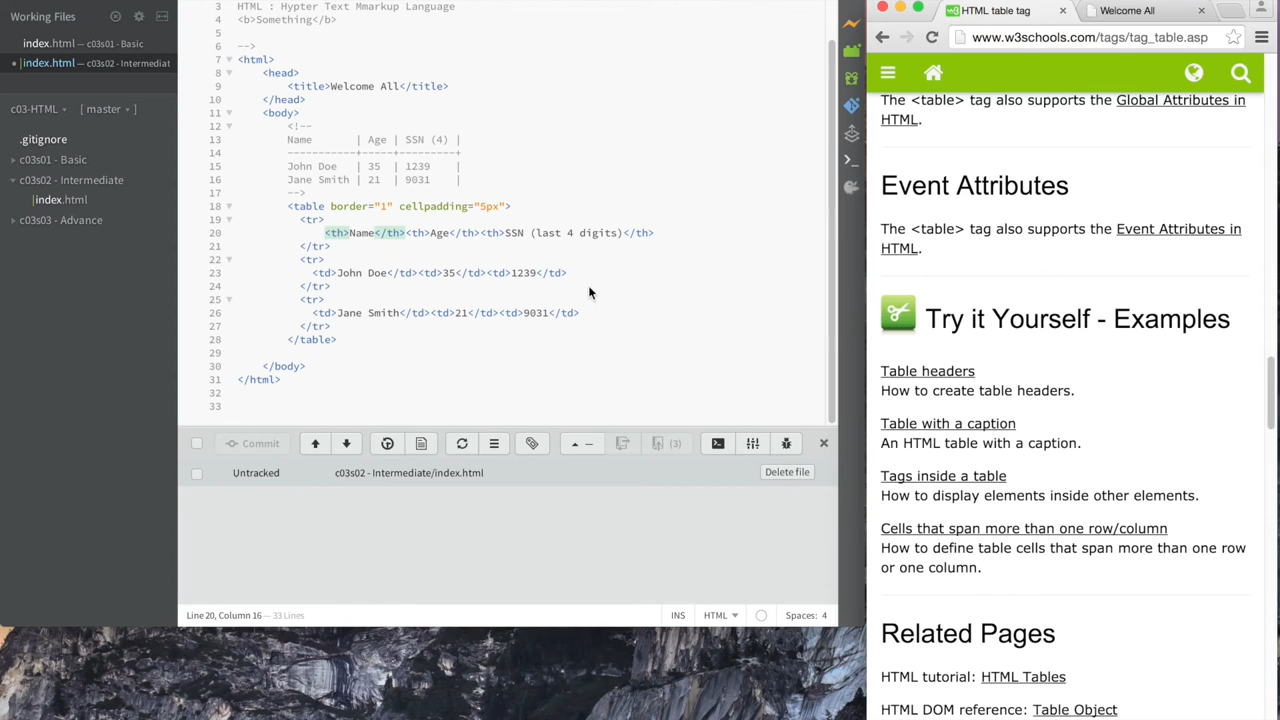 Working Files
index.html — c03s01 - Basic
• index.html — c03s02 - Intermediat
c03-HTML [ master ]
.gitignore
c03s01 - Basic
c03s02 - Intermediate
index.html
c03s03 - Advance
3 HTML : Hypter Text Mmarkup Language
4 <b>Something</b>
5
6 -->
7 <html>
8 <head>
9 <title>Welcome All</title>
10 </head>
11 <body>
12 <!--
13 Name | Age | SSN (4) |
14 -----------+-----+---------
15 John Doe | 35 | 1239 |
16 Jane Smith | 21 | 9031 |
17 -->
18 <table border="1" cellpadding="5px">
19 <tr>
20 <th>Name</th><th>Age</th><th>SSN (last 4 digits)</th>
21 </tr>
22 <tr>
23 <td>John Doe</td><td>35</td><td>1239</td>
24 </tr>
25 <tr>
26 <td>Jane Smith</td><td>21</td><td>9031</td>
27 </tr>
28 </table>
29
30 </body>
31 </html>
32
33
Commit (3)
Untracked c03s02 - Intermediate/index.html Delete file
Line 20, Column 16 — 33 Lines INS HTML Spaces: 4
HTML table tag Welcome All
www.w3schools.com/tags/tag_table.asp
The <table> tag also supports the Global Attributes in
HTML.
Event Attributes
The <table> tag also supports the Event Attributes in
HTML.
Try it Yourself - Examples
Table headers
How to create table headers.
Table with a caption
An HTML table with a caption.
Tags inside a table
How to display elements inside other elements.
Cells that span more than one row/column
How to define table cells that span more than one row
or one column.
Related Pages
HTML tutorial: HTML Tables
HTML DOM reference: Table Object